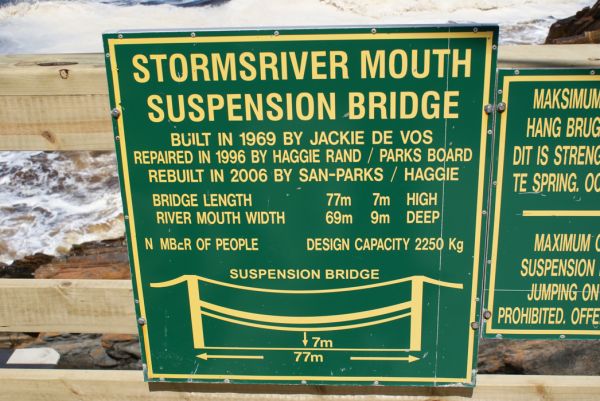 STORMSRIVER MOUTH
SUSPENSION BRIDGE
BUILT IN 1969 BY JACKIE DE VOS
REPAIRED IN 1996 BY HAGGIE RAND / PARKS BOARD
REBUILT IN 2006 BY SAN-PARKS / HAGGIE
BRIDGE LENGTH 77m 7m HIGH
RIVER MOUTH WIDTH 69m 9m DEEP
N MBER OF PEOPLE DESIGN CAPACITY 2250 Kg
SUSPENSION BRIDGE
7m
77m
MAKSIMUM
HANG BRUG
DIT IS STRENG
TE SPRING.
MAXIMUM
SUSPENSION
JUMPING ON
PROHIBITED.